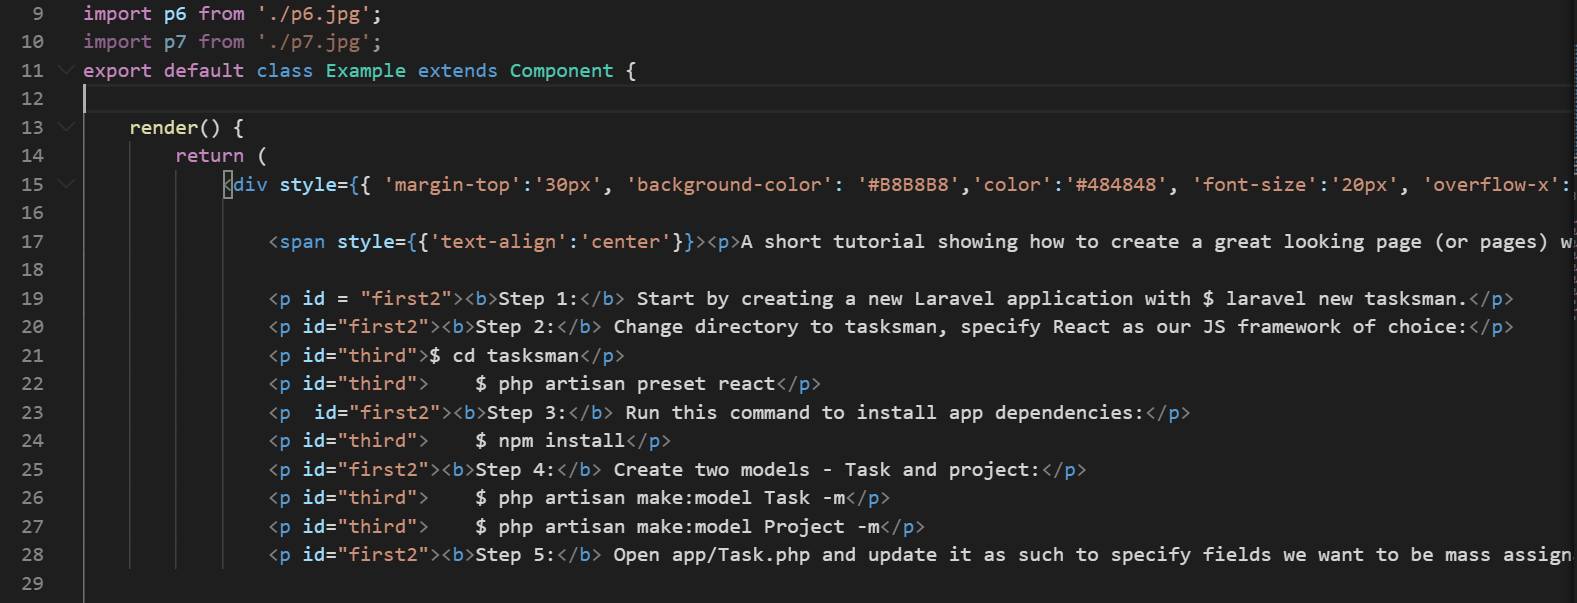 9 import p6 from './p6.jpg';
10 import p7 from './p7.jpg';
11 export default class Example extends Component {
12
13 render() {
14 return (
15 <div style={{ 'margin-top':'30px', 'background-color': '#B8B8B8','color':'#484848', 'font-size':'20px', 'overflow-x':
16
17 <span style={{'text-align':'center'}}><p>A short tutorial showing how to create a great looking page (or pages) w
18
19 <p id = "first2"><b>Step 1:</b> Start by creating a new Laravel application with $ laravel new tasksman.</p>
20 <p id="first2"><b>Step 2:</b> Change directory to tasksman, specify React as our JS framework of choice:</p>
21 <p id="third">$ cd tasksman</p>
22 <p id="third">    $ php artisan preset react</p>
23 <p  id="first2"><b>Step 3:</b> Run this command to install app dependencies:</p>
24 <p id="third">    $ npm install</p>
25 <p id="first2"><b>Step 4:</b> Create two models - Task and project:</p>
26 <p id="third">    $ php artisan make:model Task -m</p>
27 <p id="third">    $ php artisan make:model Project -m</p>
28 <p id="first2"><b>Step 5:</b> Open app/Task.php and update it as such to specify fields we want to be mass assign
29